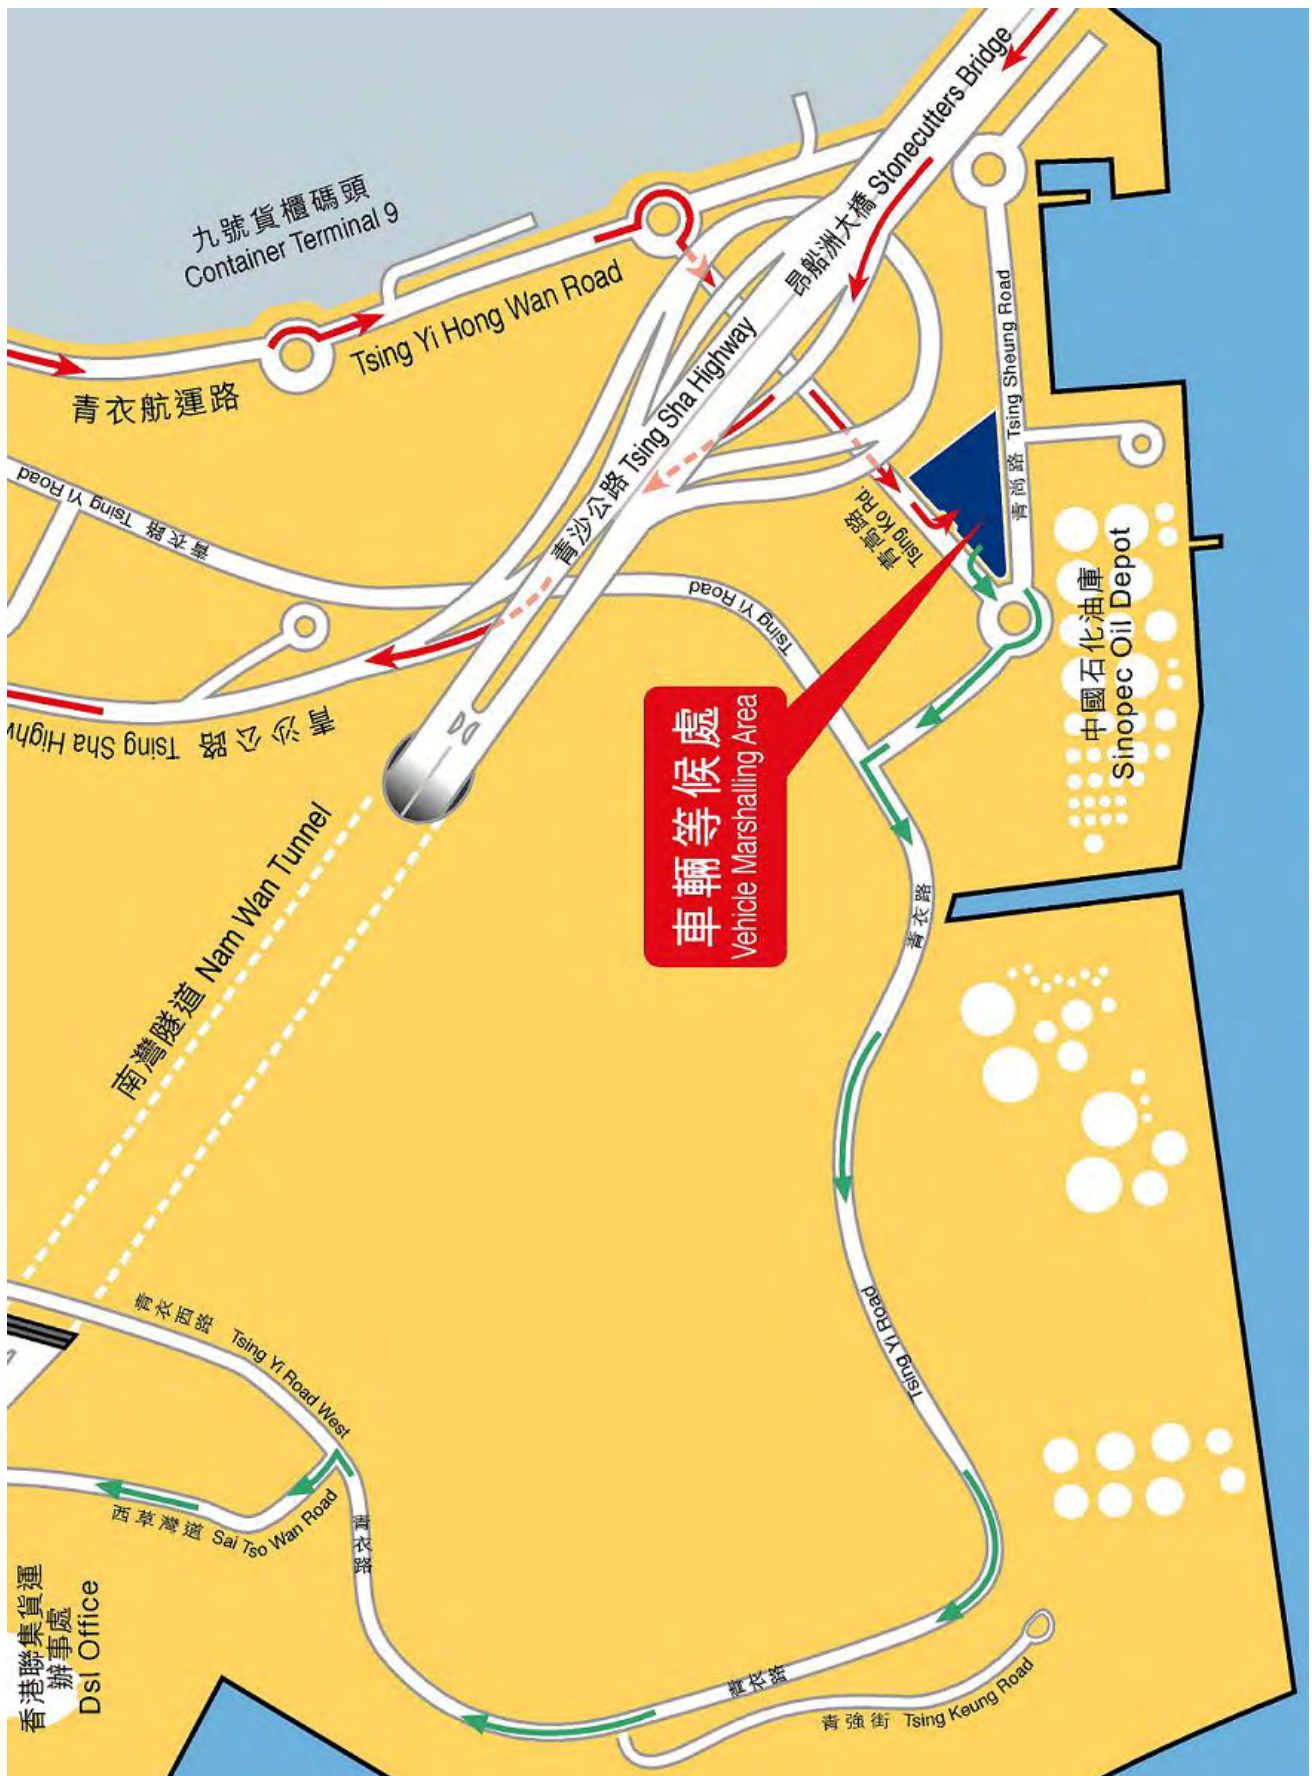 九號貨櫃碼頭
Container Terminal 9
昂船洲大橋 Stonecutters Bridge
Tsing Yi Hong Wan Road
青衣航運路
青沙公路 Tsing Sha Highway
青尚路 Tsing Sheung Road
青衣路 Tsing Yi Road
青高路
Tsing Ko Rd.
Tsing Yi Road
中國石化油庫
Sinopec Oil Depot
青沙公路 Tsing Sha High
車輛等候處
Vehicle Marshalling Area
南灣隧道 Nam Wan Tunnel
青衣路
青衣西路 Tsing Yi Road West
Tsing Yi Road
西草灣道 Sai Tso Wan Road
青衣路
香港聯集貨運
辦事處
Dsl Office
青衣路
青強街 Tsing Keung Road